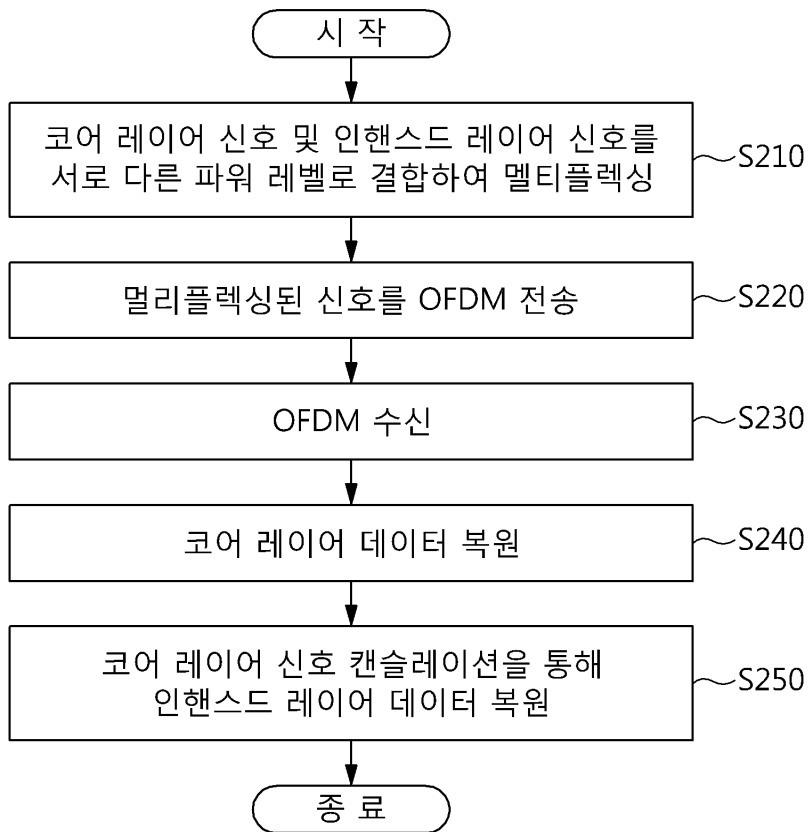 시 작
코어 레이어 신호 및 인핸스드 레이어 신호를
서로 다른 파워 레벨로 결합하여 멜티플렉싱
S210
멀리플렉싱된 신호를 OFDM 전송
S220
OFDM 수신
S230
코어 레이어 데이터 복원
S240
코어 레이어 신호 캔슬레이션을 통해
인핸스드 레이어 데이터 복원
S250
종 료